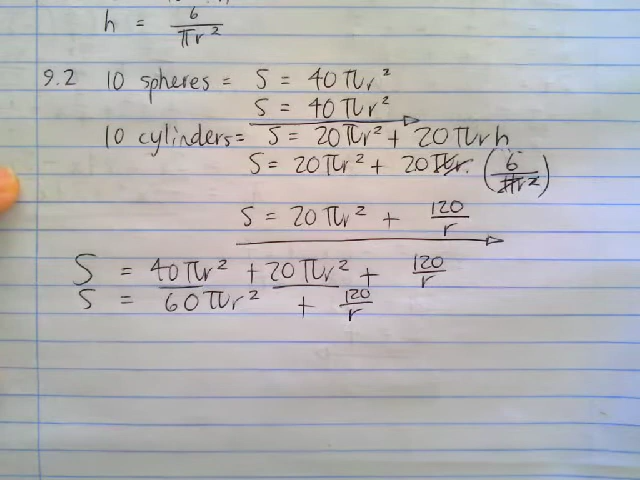 h = 6/πr²
9.2 10 spheres = S = 40πr²
S = 40πr²
10 cylinders = S = 20πr² + 20πrh
S = 20πr² + 20πr. (6/πr²)
S = 20πr² + 120/r
S = 40πr² + 20πr² + 120/r
S = 60πr² + 120/r